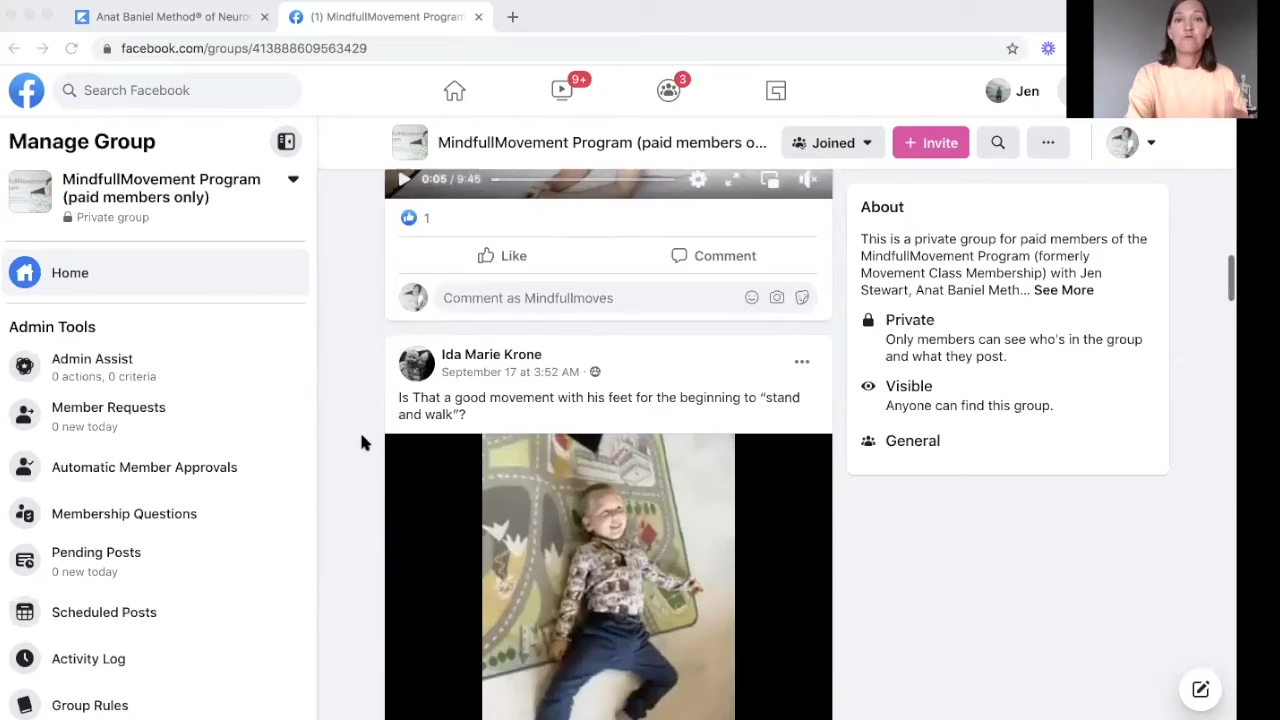 Anat Baniel Method® of Neuro
(1) MindfullMovement Program
facebook.com/groups/413888609563429
Search Facebook
9+
3
Jen
Manage Group
MindfullMovement Program
(paid members only)
Private group
Home
Admin Tools
Admin Assist
0 actions, 0 criteria
Member Requests
0 new today
Automatic Member Approvals
Membership Questions
Pending Posts
0 new today
Scheduled Posts
Activity Log
Group Rules
MindfullMovement Program (paid members o...
Joined
+ Invite
0:05 / 9:45
1
Like
Comment
Comment as Mindfullmoves
Ida Marie Krone
September 17 at 3:52 AM
Is That a good movement with his feet for the beginning to “stand
and walk”?
About
This is a private group for paid members of the
MindfullMovement Program (formerly
Movement Class Membership) with Jen
Stewart, Anat Baniel Meth... See More
Private
Only members can see who's in the group
and what they post.
Visible
Anyone can find this group.
General